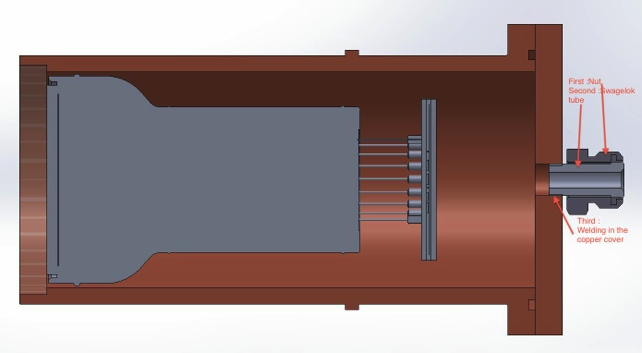 First :Nut
Second :Swagelok
tube
Third :
Welding in the
copper cover